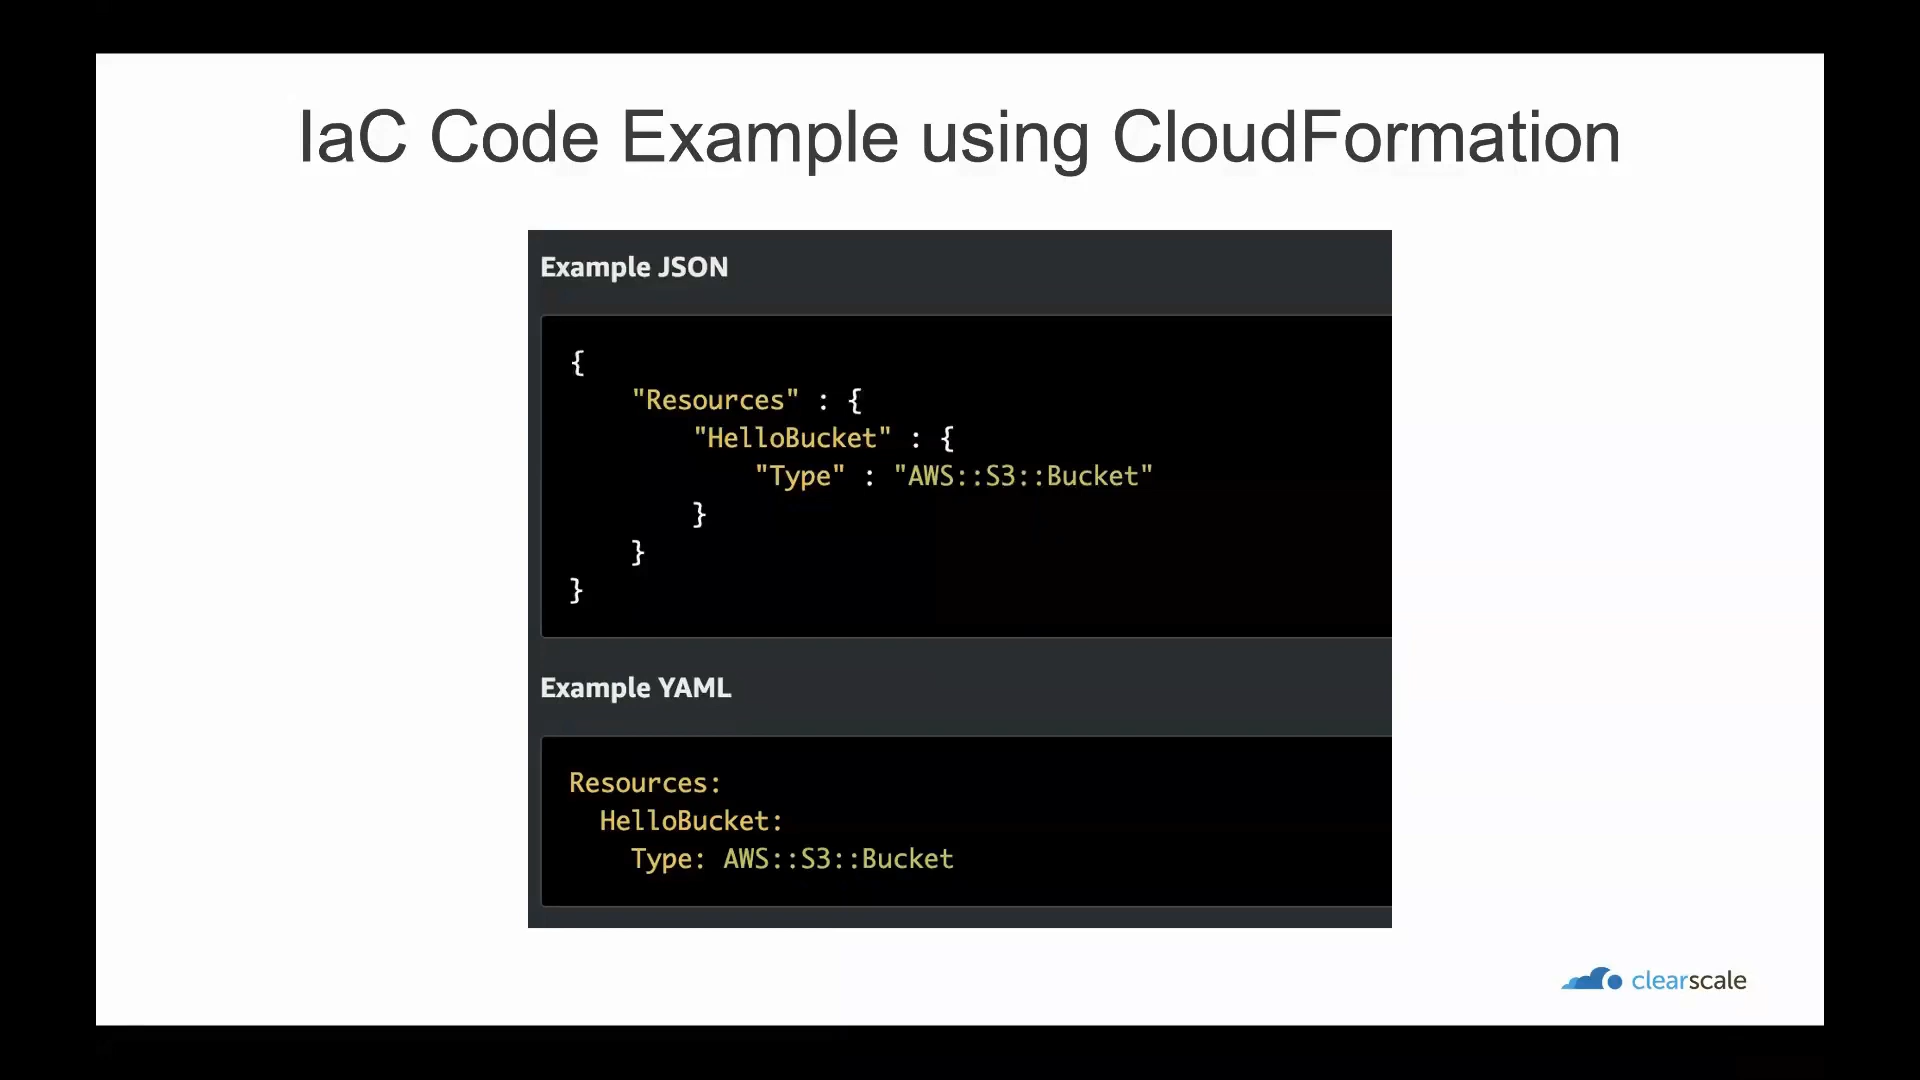 IaC Code Example using CloudFormation
Example JSON
{
    "Resources" : {
        "HelloBucket" : {
            "Type" : "AWS::S3::Bucket"
        }
    }
}
Example YAML
Resources:
  HelloBucket:
    Type: AWS::S3::Bucket
clearscale